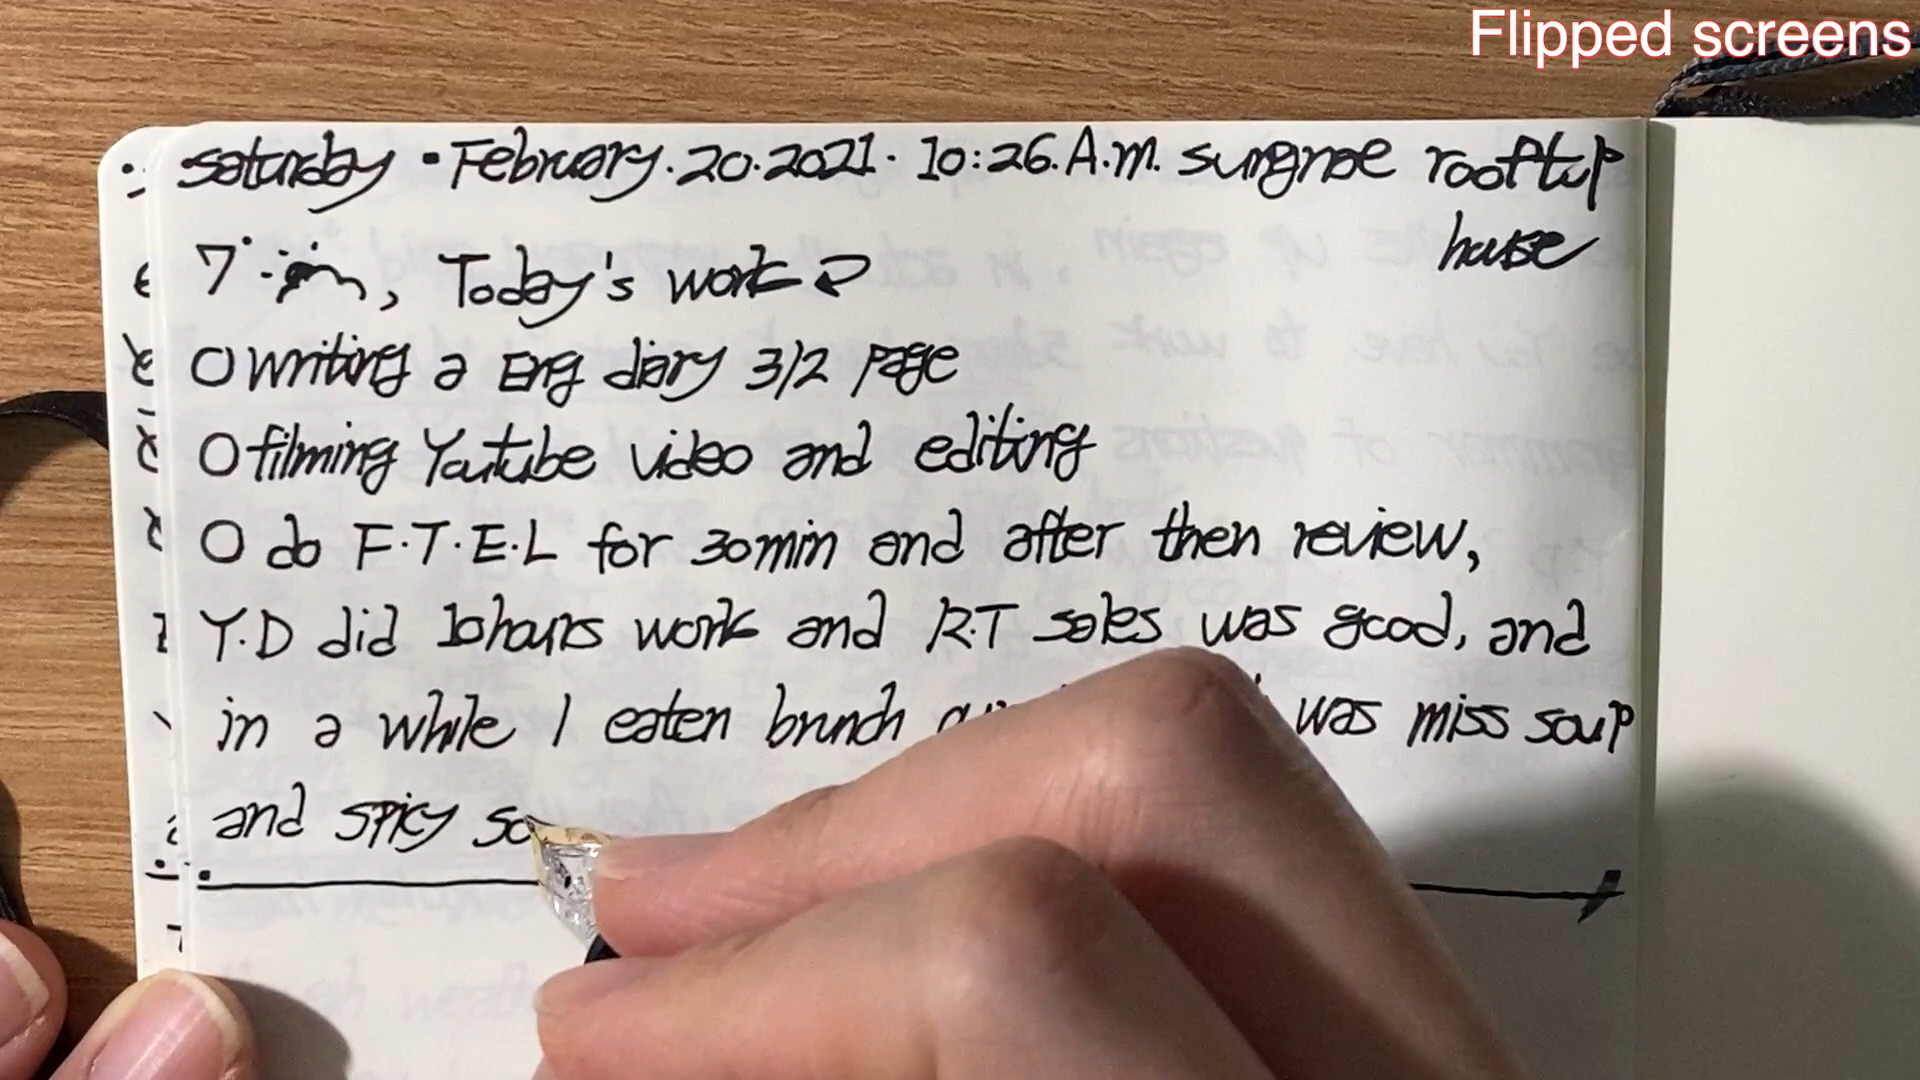 Flipped screens
Saturday • February.20.2021. 10:26.A.m. sungnae rooftop
house
7°, Today's work
O writing a Eng diary 3/2 page
O filming Youtube video and editing
O do F.T.E.L for 30min and after then review,
Y.D did 10hours work and R.T sales was good, and
in a while I eaten brunch was miss soup
and spicy